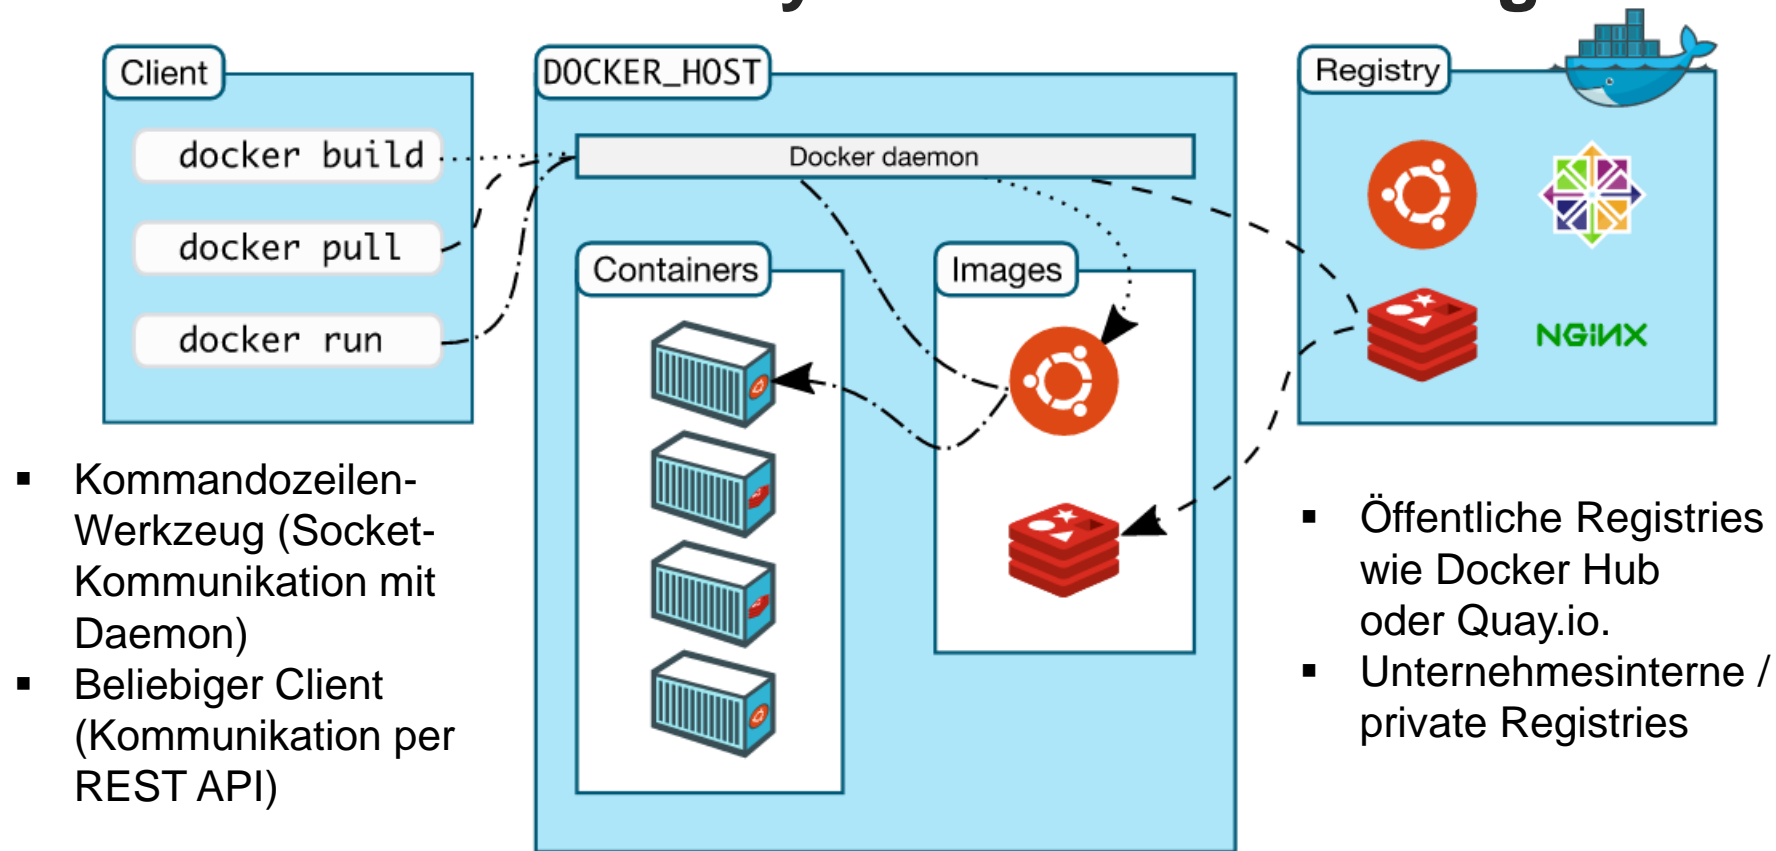 Client
docker build
docker pull
docker run
DOCKER_HOST
Docker daemon
Containers
Images
Registry
NGiNX
▪ Kommandozeilen-
Werkzeug (Socket-
Kommunikation mit
Daemon)
▪ Beliebiger Client
(Kommunikation per
REST API)
▪ Öffentliche Registries
wie Docker Hub
oder Quay.io.
▪ Unternehmesinterne /
private Registries